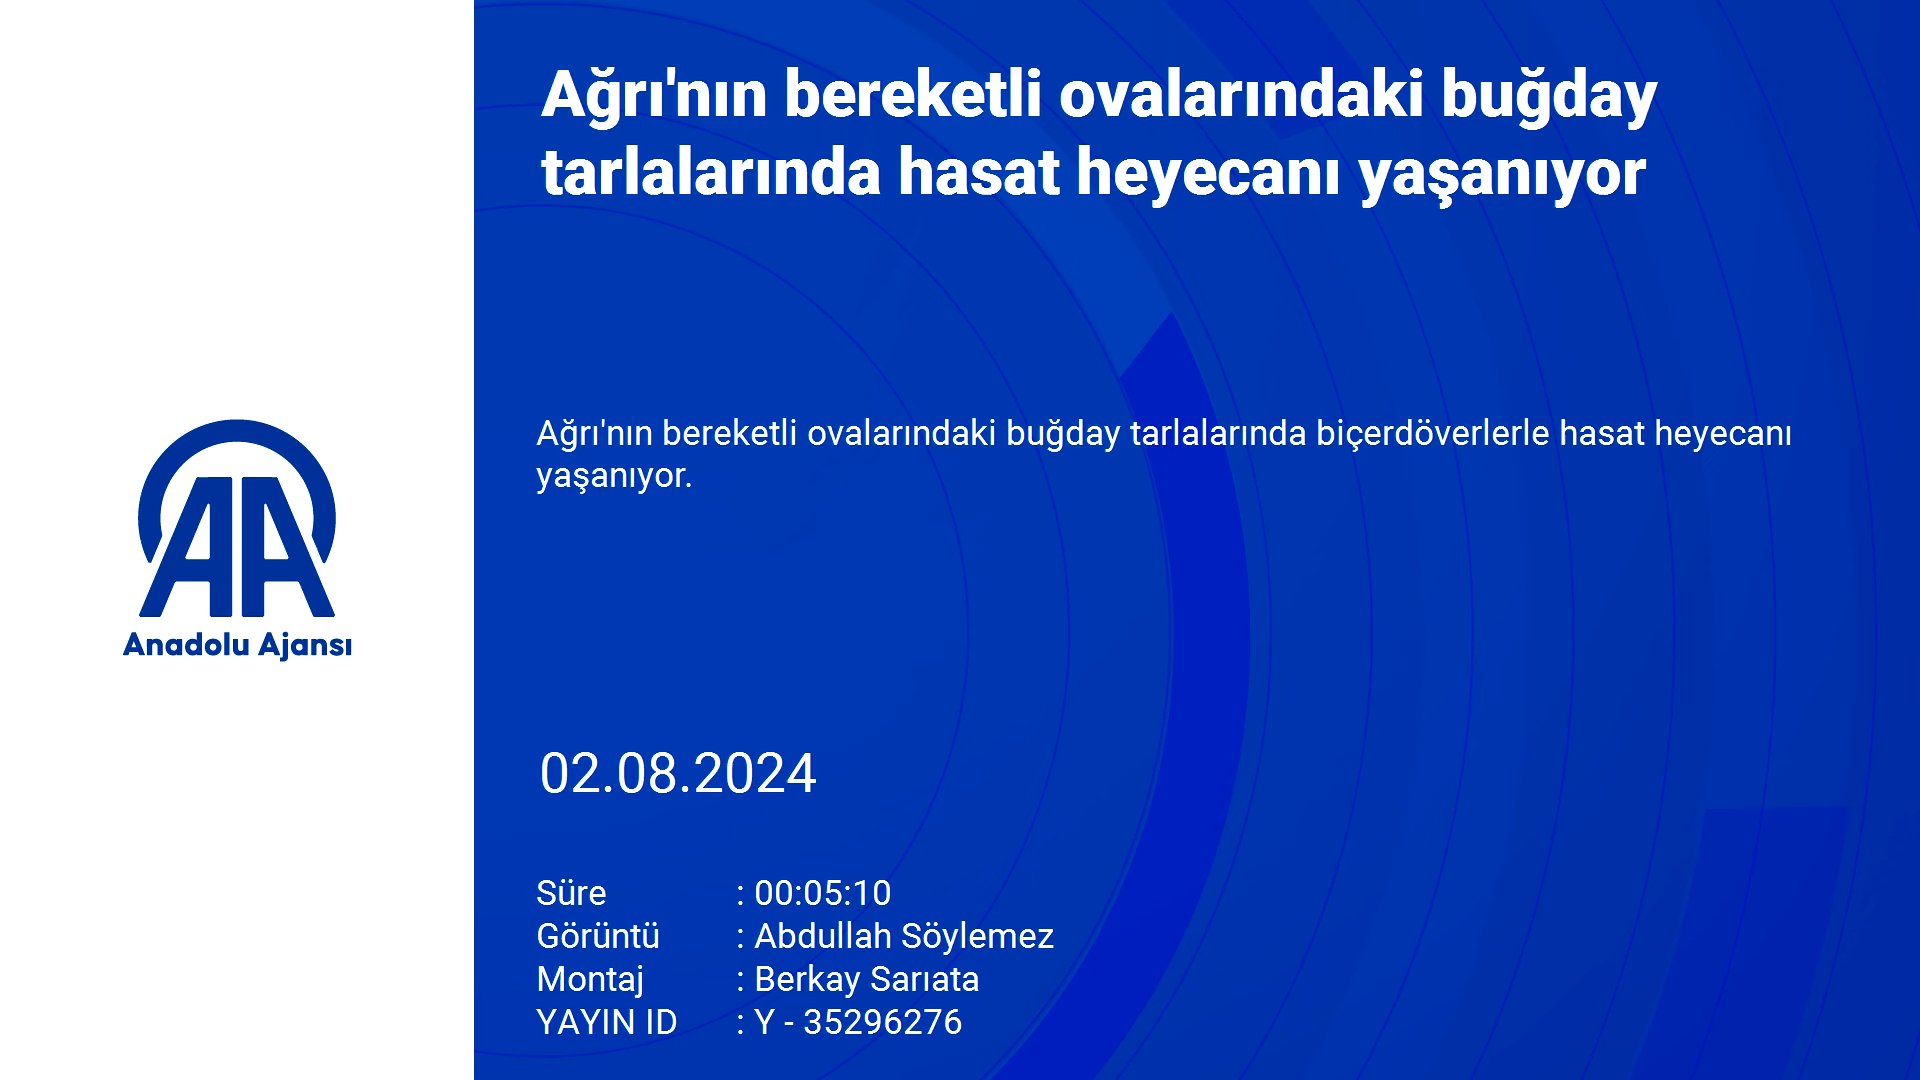 Ağrı'nın bereketli ovalarındaki buğday
tarlalarında hasat heyecanı yaşanıyor
Ağrı'nın bereketli ovalarındaki buğday tarlalarında biçerdöverlerle hasat heyecanı
yaşanıyor.
AA
Anadolu Ajansı
02.08.2024
Süre : 00:05:10
Görüntü : Abdullah Söylemez
Montaj : Berkay Sarıata
YAYIN ID : Y - 35296276